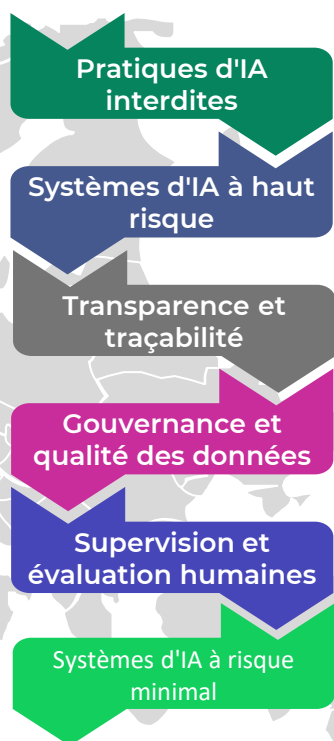 Pratiques d'IA
interdites
Systèmes d'IA à haut
risque
Transparence et
traçabilité
Gouvernance et
qualité des données
Supervision et
évaluation humaines
Systèmes d'IA à risque
minimal